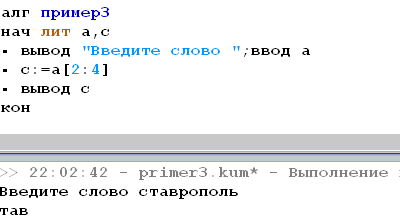 алг пример3
нач лит а,с
• вывод "Введите слово ";ввод а
• с:=а[2:4]
• вывод с
кон
>> 22:02:42 - primer3.kum* - Выполнение
Введите слово ставрополь
тав